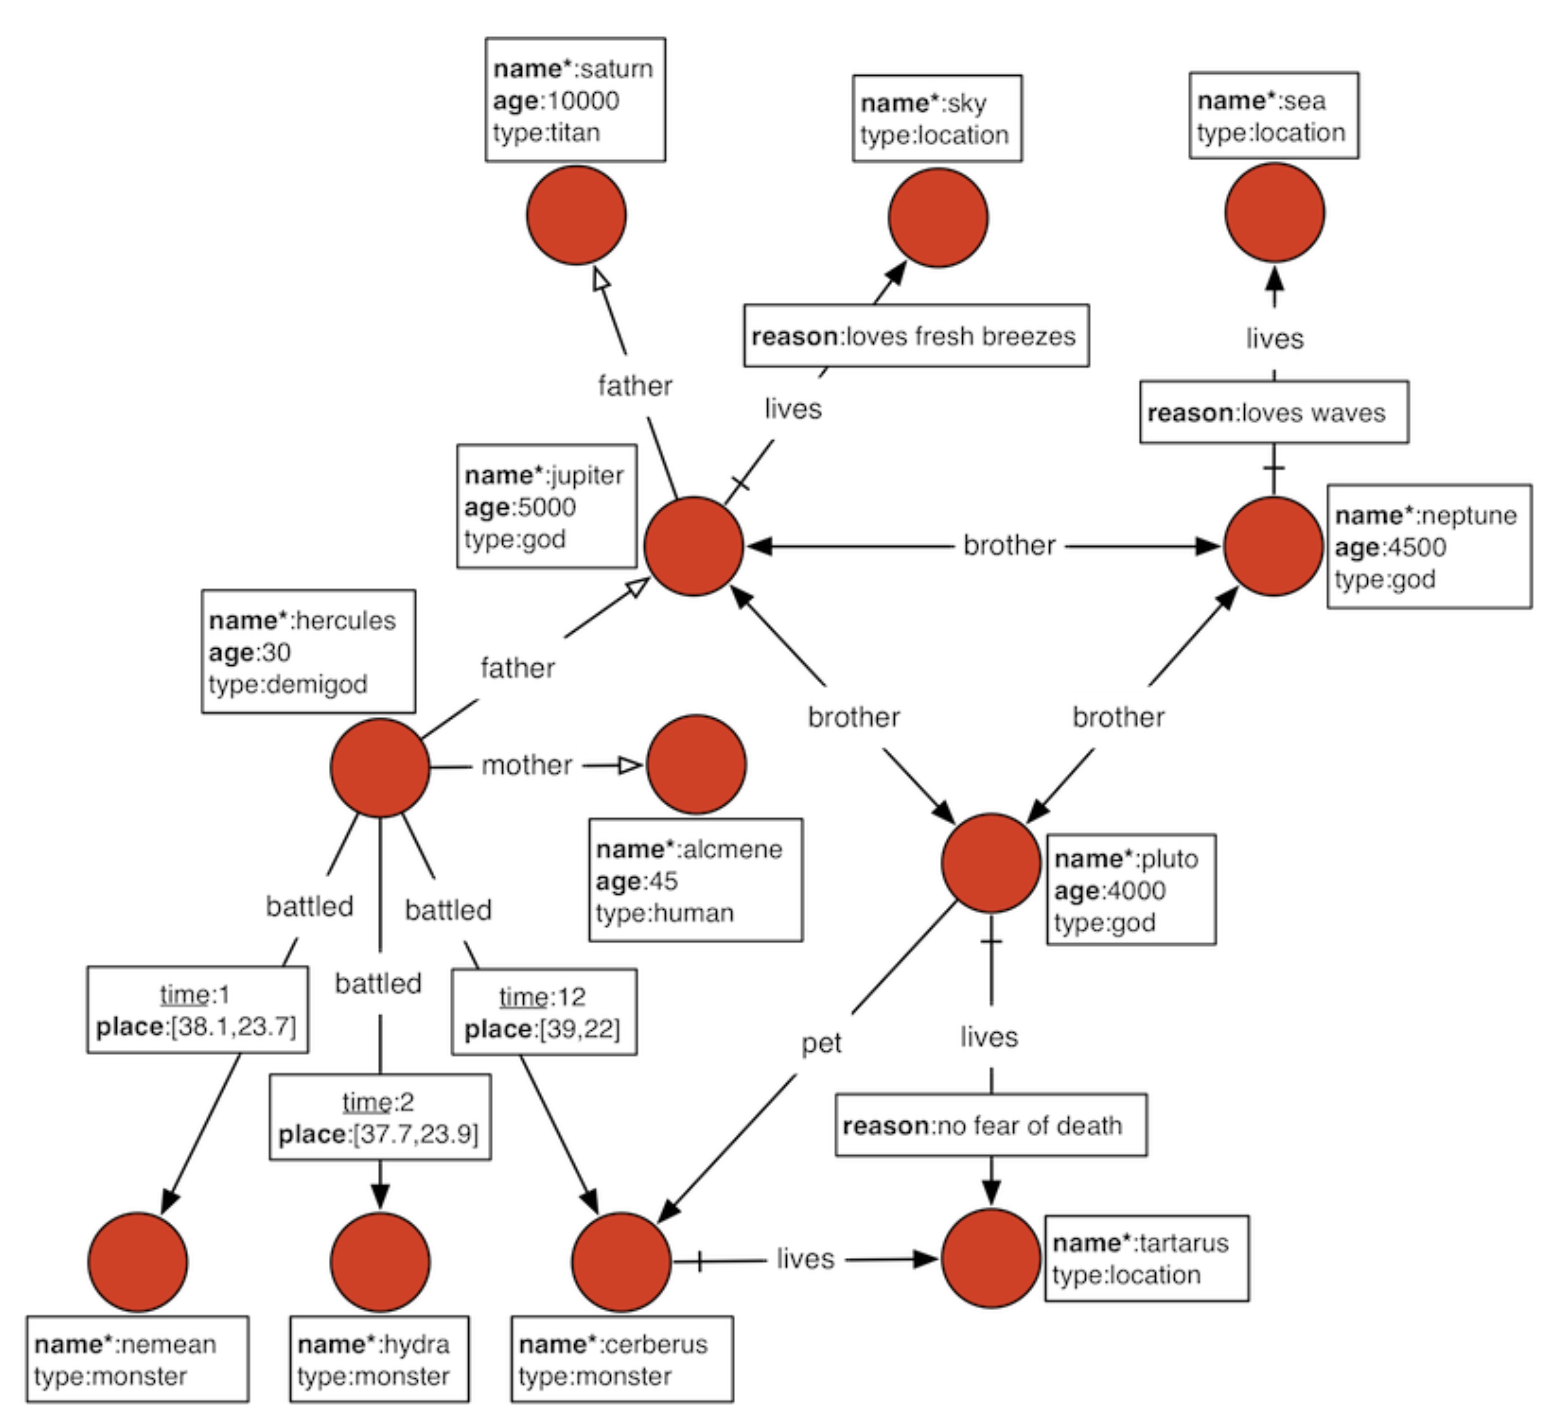 name*:saturn
age:10000
type:titan
name*:sky
type:location
name*:sea
type:location
reason:loves fresh breezes
lives
father
lives
reason:loves waves
name*:jupiter
age:5000
type:god
brother
name*:neptune
age:4500
type:god
name*:hercules
age:30
type:demigod
father
brother
brother
mother
name*:alcmene
age:45
type:human
name*:pluto
age:4000
type:god
battled
battled
battled
time:1
place:[38.1,23.7]
time:12
place:[39,22]
time:2
place:[37.7,23.9]
pet
lives
reason:no fear of death
lives
name*:tartarus
type:location
name*:nemean
type:monster
name*:hydra
type:monster
name*:cerberus
type:monster